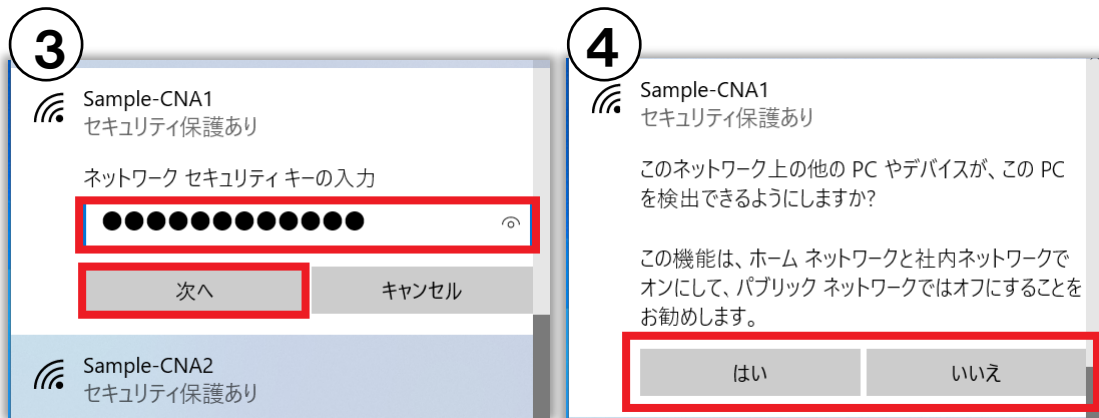 3
Sample-CNA1
セキュリティ保護あり
ネットワーク セキュリティ キーの入力
●●●●●●●●●●●●
次へ
キャンセル
Sample-CNA2
セキュリティ保護あり
4
Sample-CNA1
セキュリティ保護あり
このネットワーク上の他の PC やデバイスが、この PC
を検出できるようにしますか?
この機能は、ホーム ネットワークと社内ネットワークで
オンにして、パブリック ネットワークではオフにすることを
お勧めします。
はい
いいえ